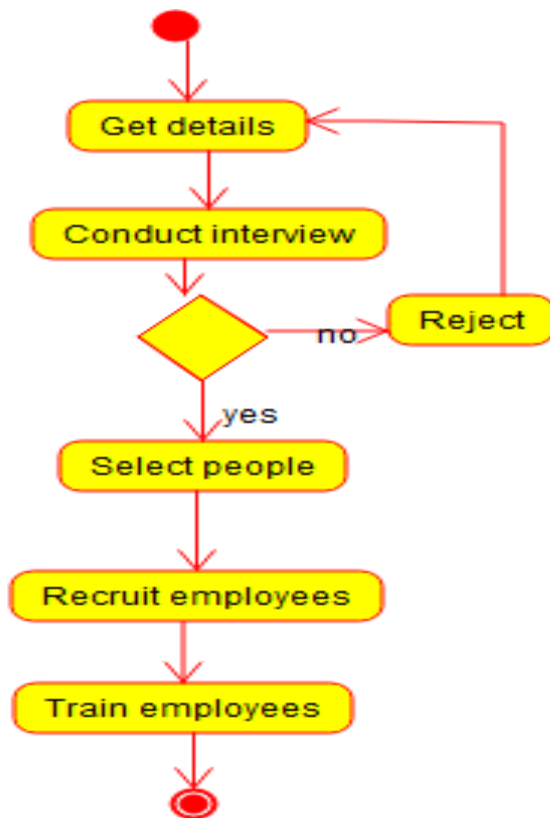 Get details
Conduct interview
no
Reject
yes
Select people
Recruit employees
Train employees